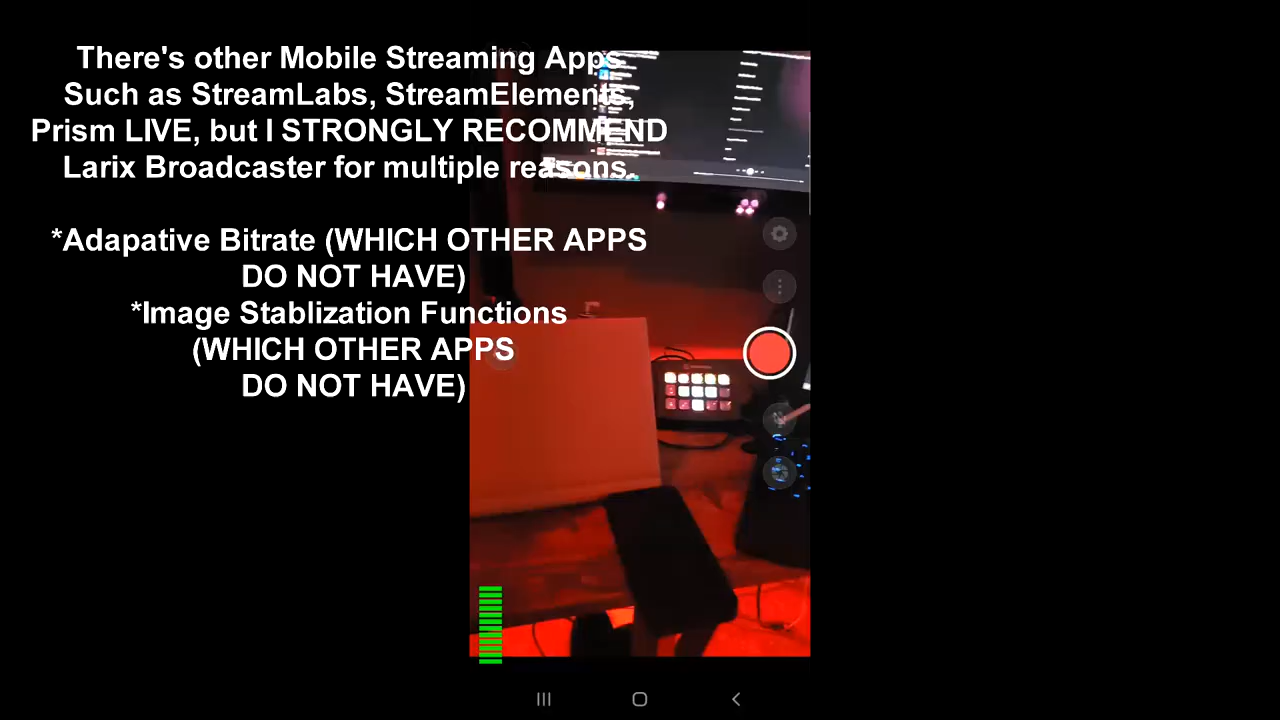 There's other Mobile Streaming Apps
Such as StreamLabs, StreamElements,
Prism LIVE, but I STRONGLY RECOMMEND
Larix Broadcaster for multiple reasons.
*Adapative Bitrate (WHICH OTHER APPS
DO NOT HAVE)
*Image Stablization Functions
(WHICH OTHER APPS
DO NOT HAVE)